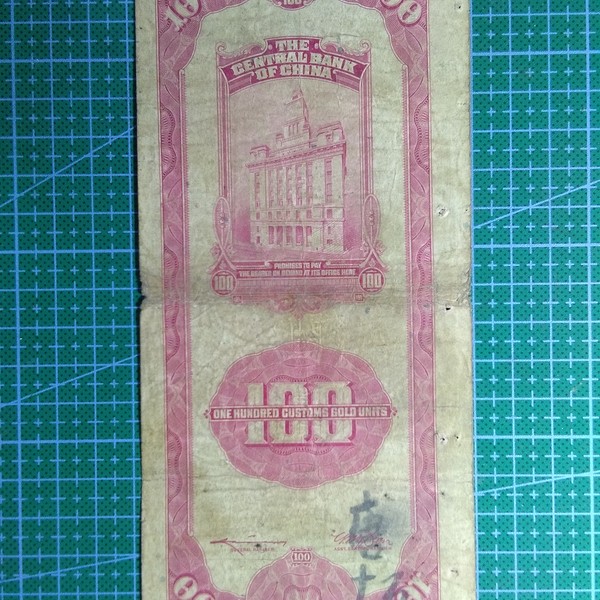 100
THE
CENTRAL BANK
OF CHINA
PROMISES TO PAY
THE BEARER ON DEMAND AT ITS OFFICE HERE
100 100
100
ONE HUNDRED CUSTOMS GOLD UNITS
100